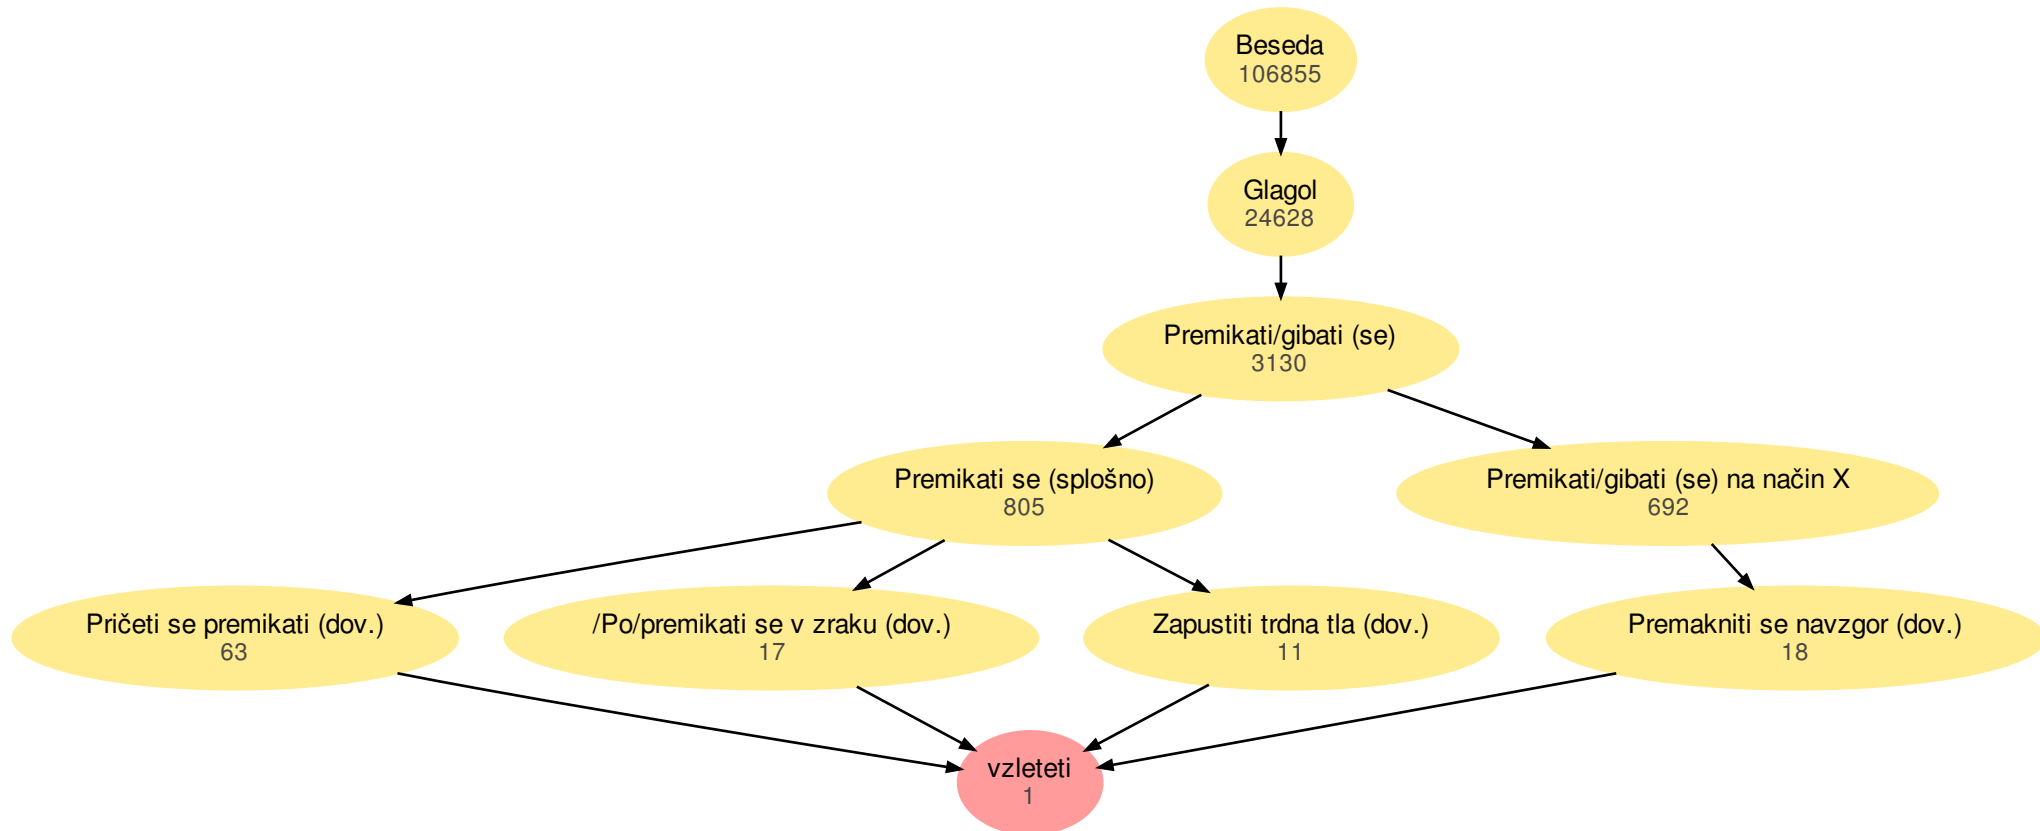 Beseda
106855
Glagol
24628
Premikati/gibati (se)
3130
Premikati se (splošno)
805
Premikati/gibati (se) na način X
692
Pričeti se premikati (dov.)
63
/Po/premikati se v zraku (dov.)
17
Zapustiti trdna tla (dov.)
11
Premakniti se navzgor (dov.)
18
vzleteti
1